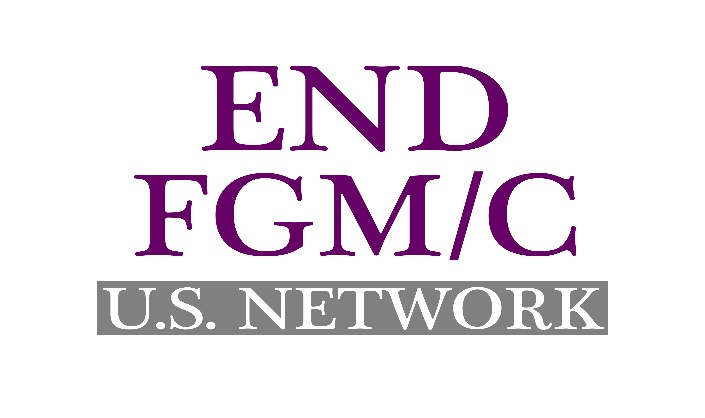 END
FGM/C
U.S. NETWORK